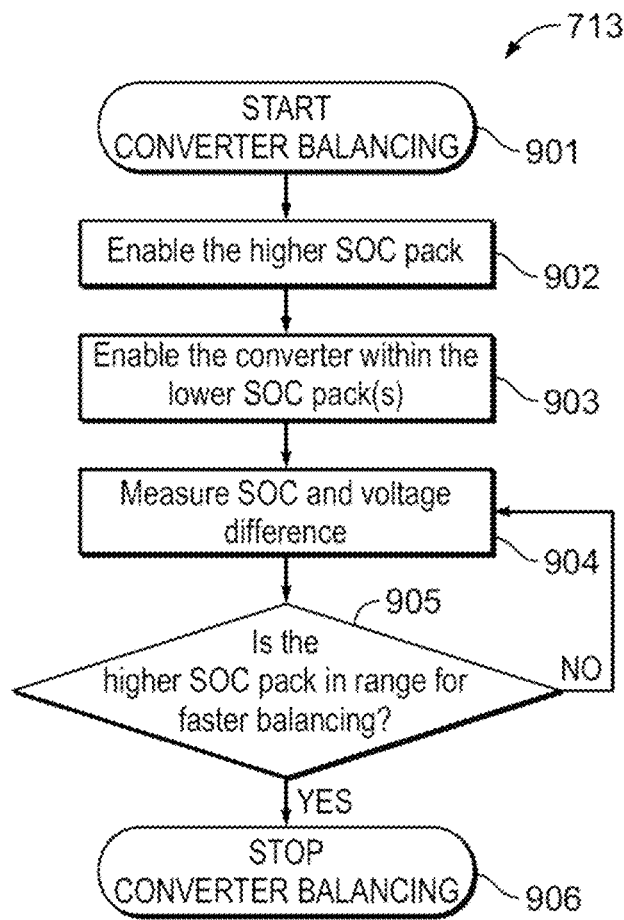 713
START
CONVERTER BALANCING
901
Enable the higher SOC pack
902
Enable the converter within the
lower SOC pack(s)
903
Measure SOC and voltage
difference
904
905
Is the
higher SOC pack in range for
faster balancing?
NO
YES
STOP
CONVERTER BALANCING
906